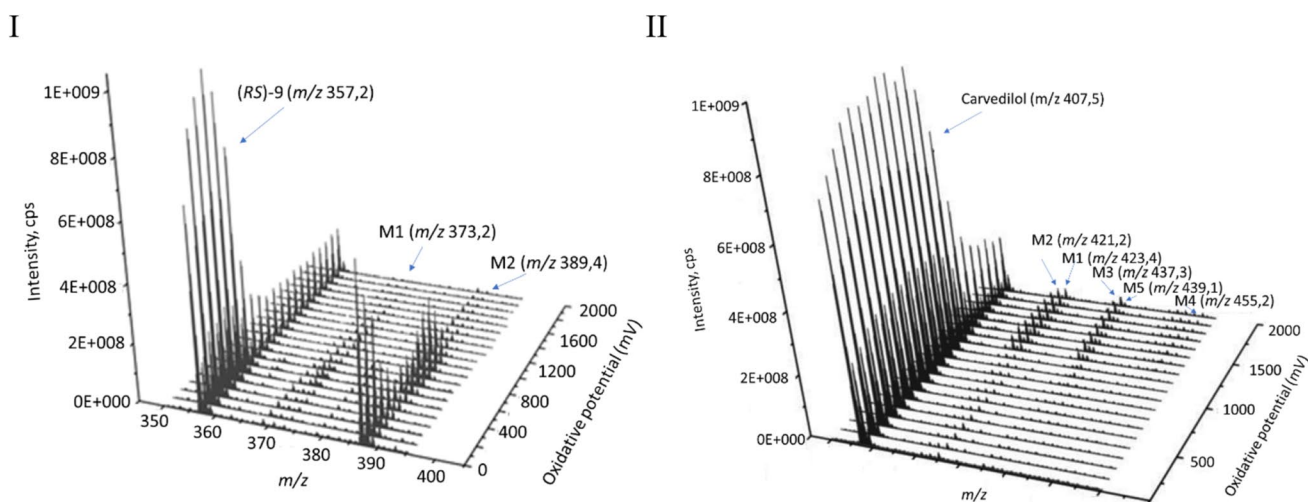 I
II
(RS)-9 (m/z 357,2)
M1 (m/z 373,2)
M2 (m/z 389,4)
Intensity, cps
1E+009
8E+008
6E+008
4E+008
2E+008
0E+000
350
360
370
380
390
400
m/z
0
400
800
1200
1600
2000
Oxidative potential (mV)
Carvedilol (m/z 407,5)
M2 (m/z 421,2)
M1 (m/z 423,4)
M3 (m/z 437,3)
M5 (m/z 439,1)
M4 (m/z 455,2)
Intensity, cps
1E+009
8E+008
6E+008
4E+008
2E+008
0E+000
m/z
500
1000
1500
2000
Oxidative potential (mV)